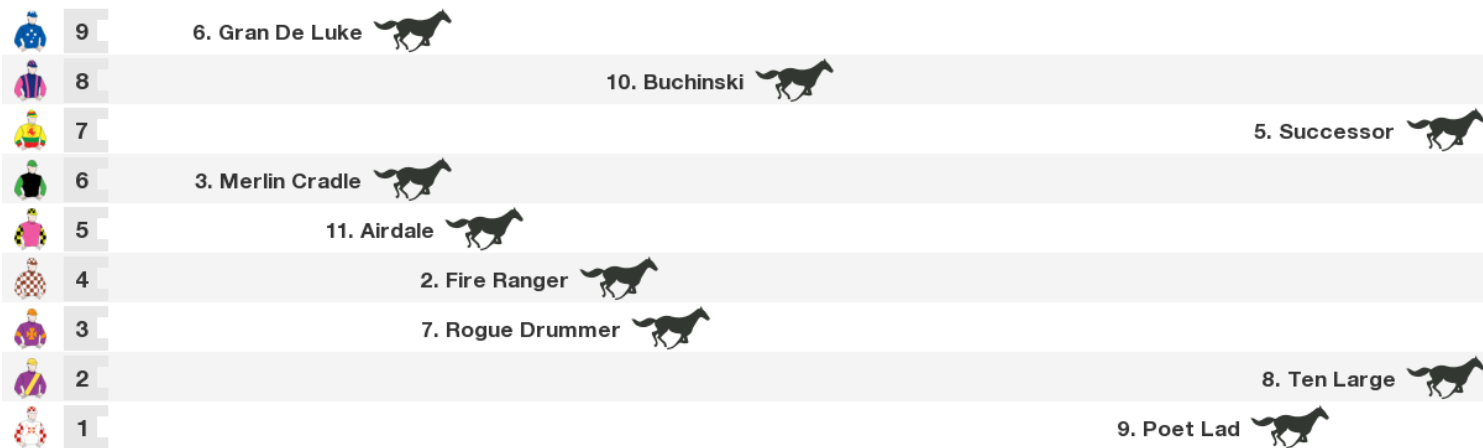 9 6. Gran De Luke
8 10. Buchinski
7 5. Successor
6 3. Merlin Cradle
5 11. Airdale
4 2. Fire Ranger
3 7. Rogue Drummer
2 8. Ten Large
1 9. Poet Lad